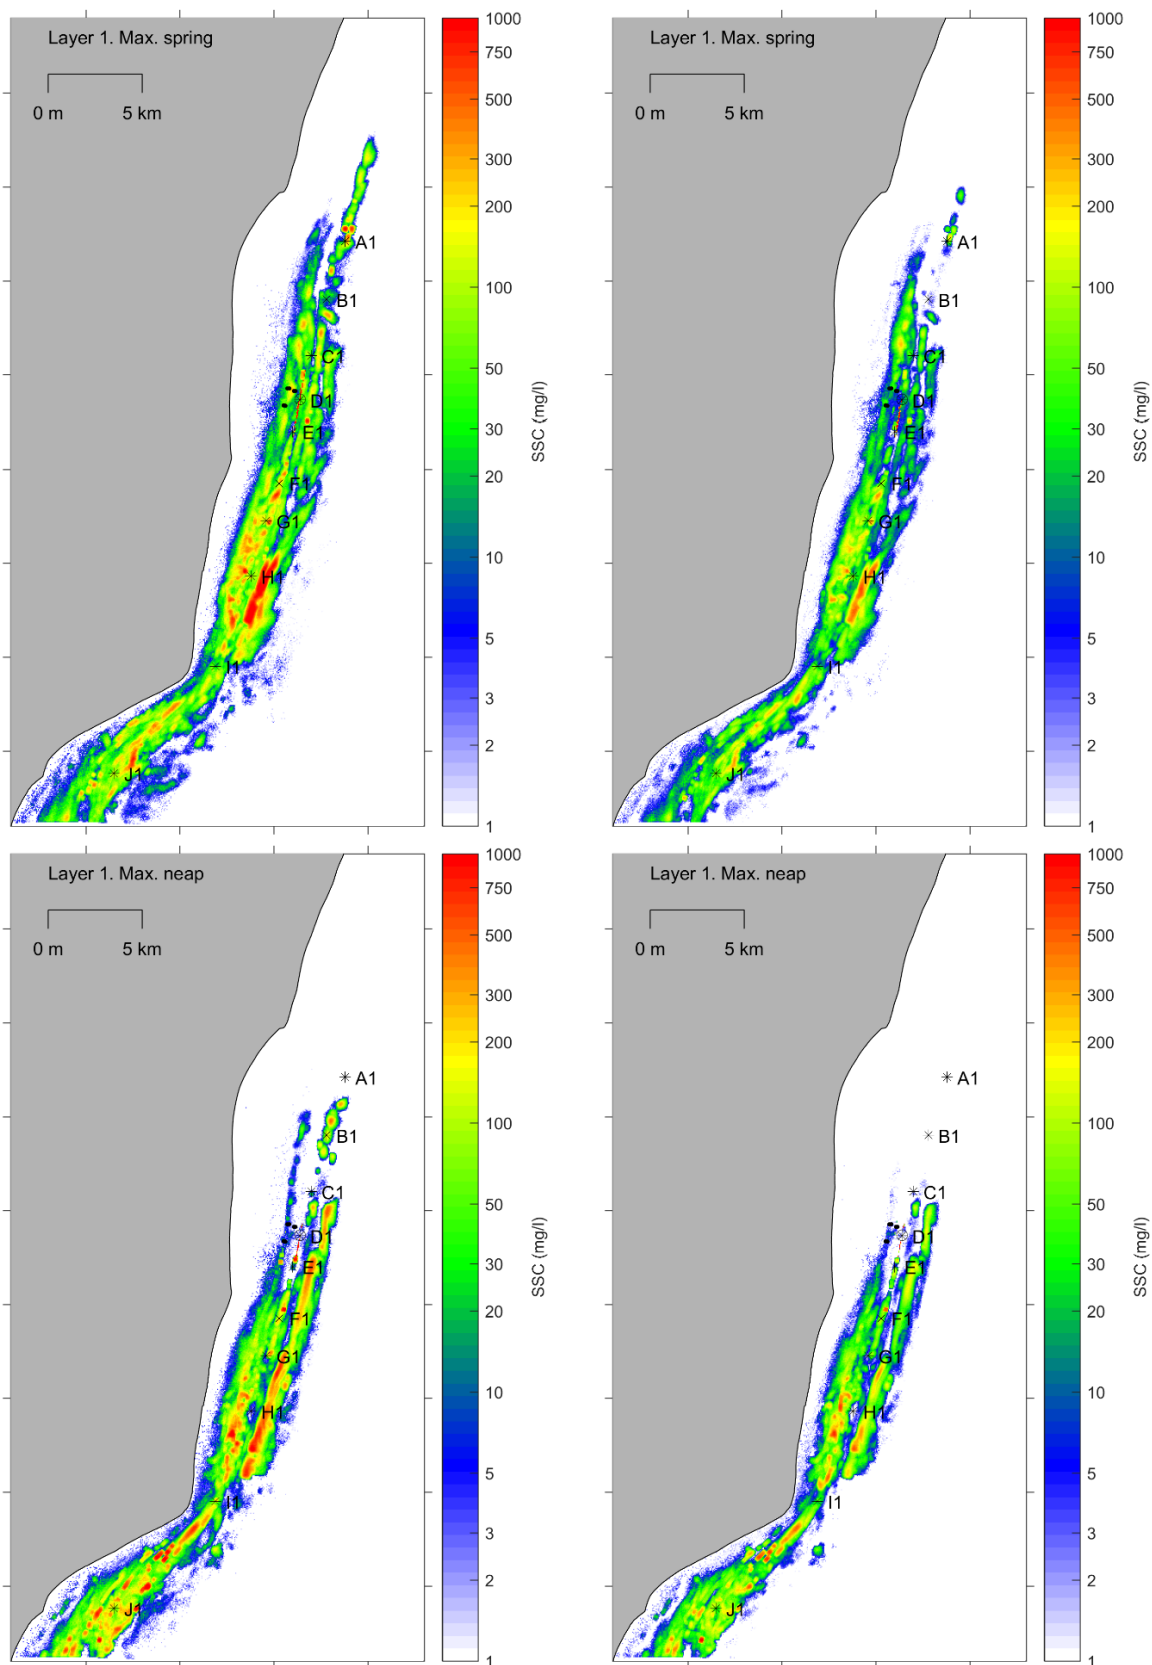 Layer 1. Max. spring
0 m 5 km
A1
B1
C1
D1
E1
F1
G1
H1
I1
J1
1000
750
500
300
200
100
50
30
20
10
5
3
2
1
SSC (mg/l)
Layer 1. Max. spring
0 m 5 km
A1
B1
C1
D1
E1
F1
G1
H1
I1
J1
1000
750
500
300
200
100
50
30
20
10
5
3
2
1
SSC (mg/l)
Layer 1. Max. neap
0 m 5 km
A1
B1
C1
D1
E1
F1
G1
H1
I1
J1
1000
750
500
300
200
100
50
30
20
10
5
3
2
1
SSC (mg/l)
Layer 1. Max. neap
0 m 5 km
A1
B1
C1
D1
E1
F1
G1
H1
I1
J1
1000
750
500
300
200
100
50
30
20
10
5
3
2
1
SSC (mg/l)